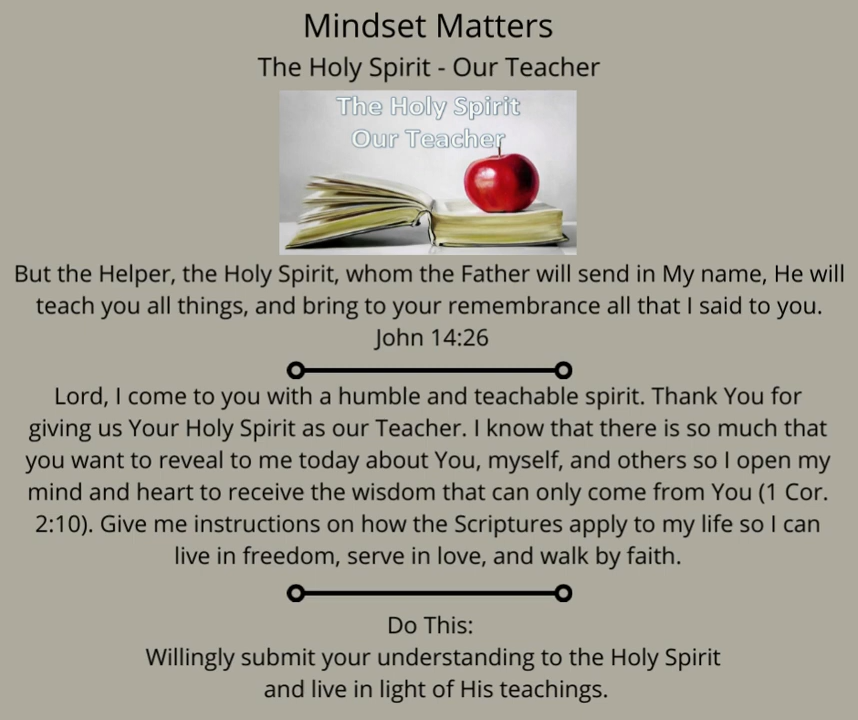 Mindset Matters
The Holy Spirit - Our Teacher
The Holy Spirit
Our Teacher
But the Helper, the Holy Spirit, whom the Father will send in My name, He will
teach you all things, and bring to your remembrance all that I said to you.
John 14:26
Lord, I come to you with a humble and teachable spirit. Thank You for
giving us Your Holy Spirit as our Teacher. I know that there is so much that
you want to reveal to me today about You, myself, and others so I open my
mind and heart to receive the wisdom that can only come from You (1 Cor.
2:10). Give me instructions on how the Scriptures apply to my life so I can
live in freedom, serve in love, and walk by faith.
Do This:
Willingly submit your understanding to the Holy Spirit
and live in light of His teachings.